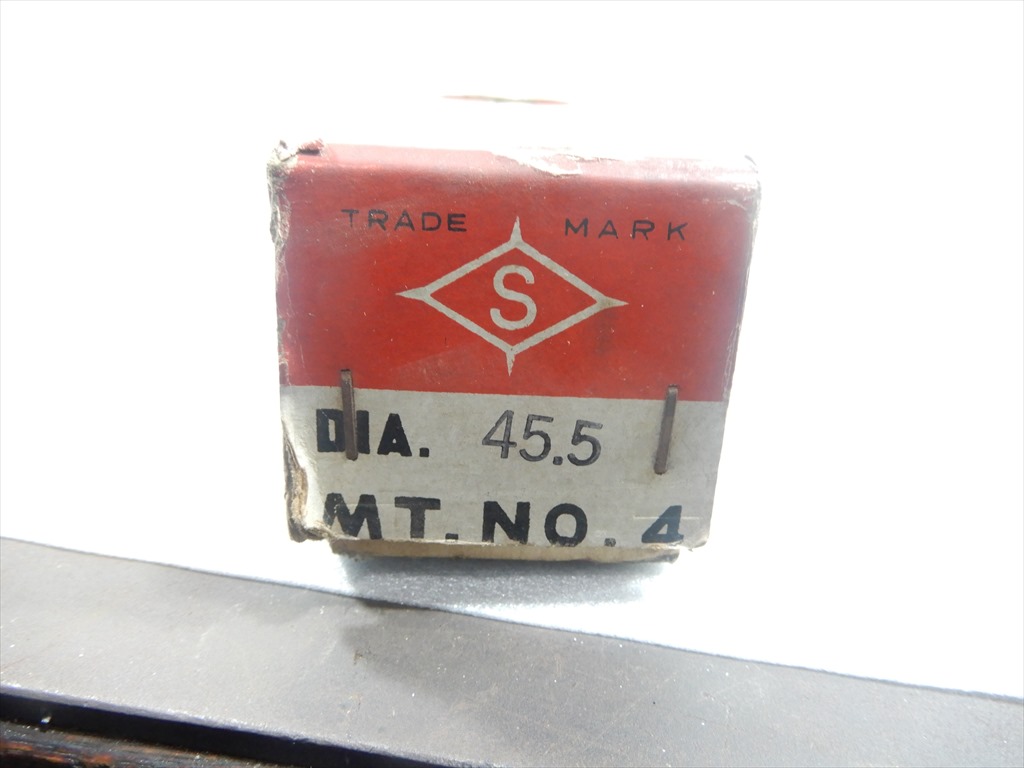 TRADE MARK
S
DIA. 45.5
MT. NO. 4